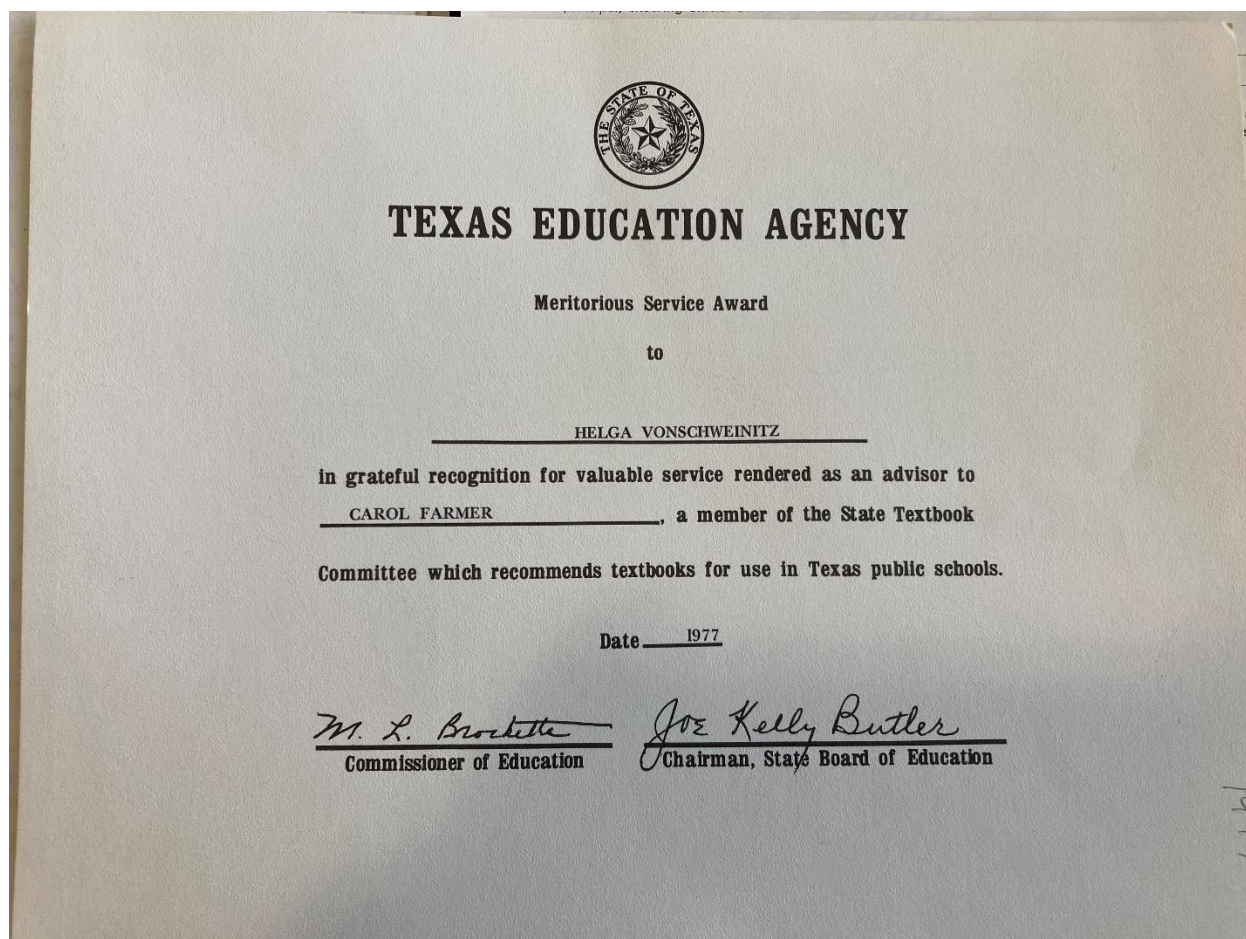 THE STATE OF TEXAS
TEXAS EDUCATION AGENCY
Meritorious Service Award
to
HELGA VONSCHWEINITZ
in grateful recognition for valuable service rendered as an advisor to
CAROL FARMER, a member of the State Textbook
Committee which recommends textbooks for use in Texas public schools.
Date 1977
M. L. Brockette Joe Kelly Butler
Commissioner of Education Chairman, State Board of Education